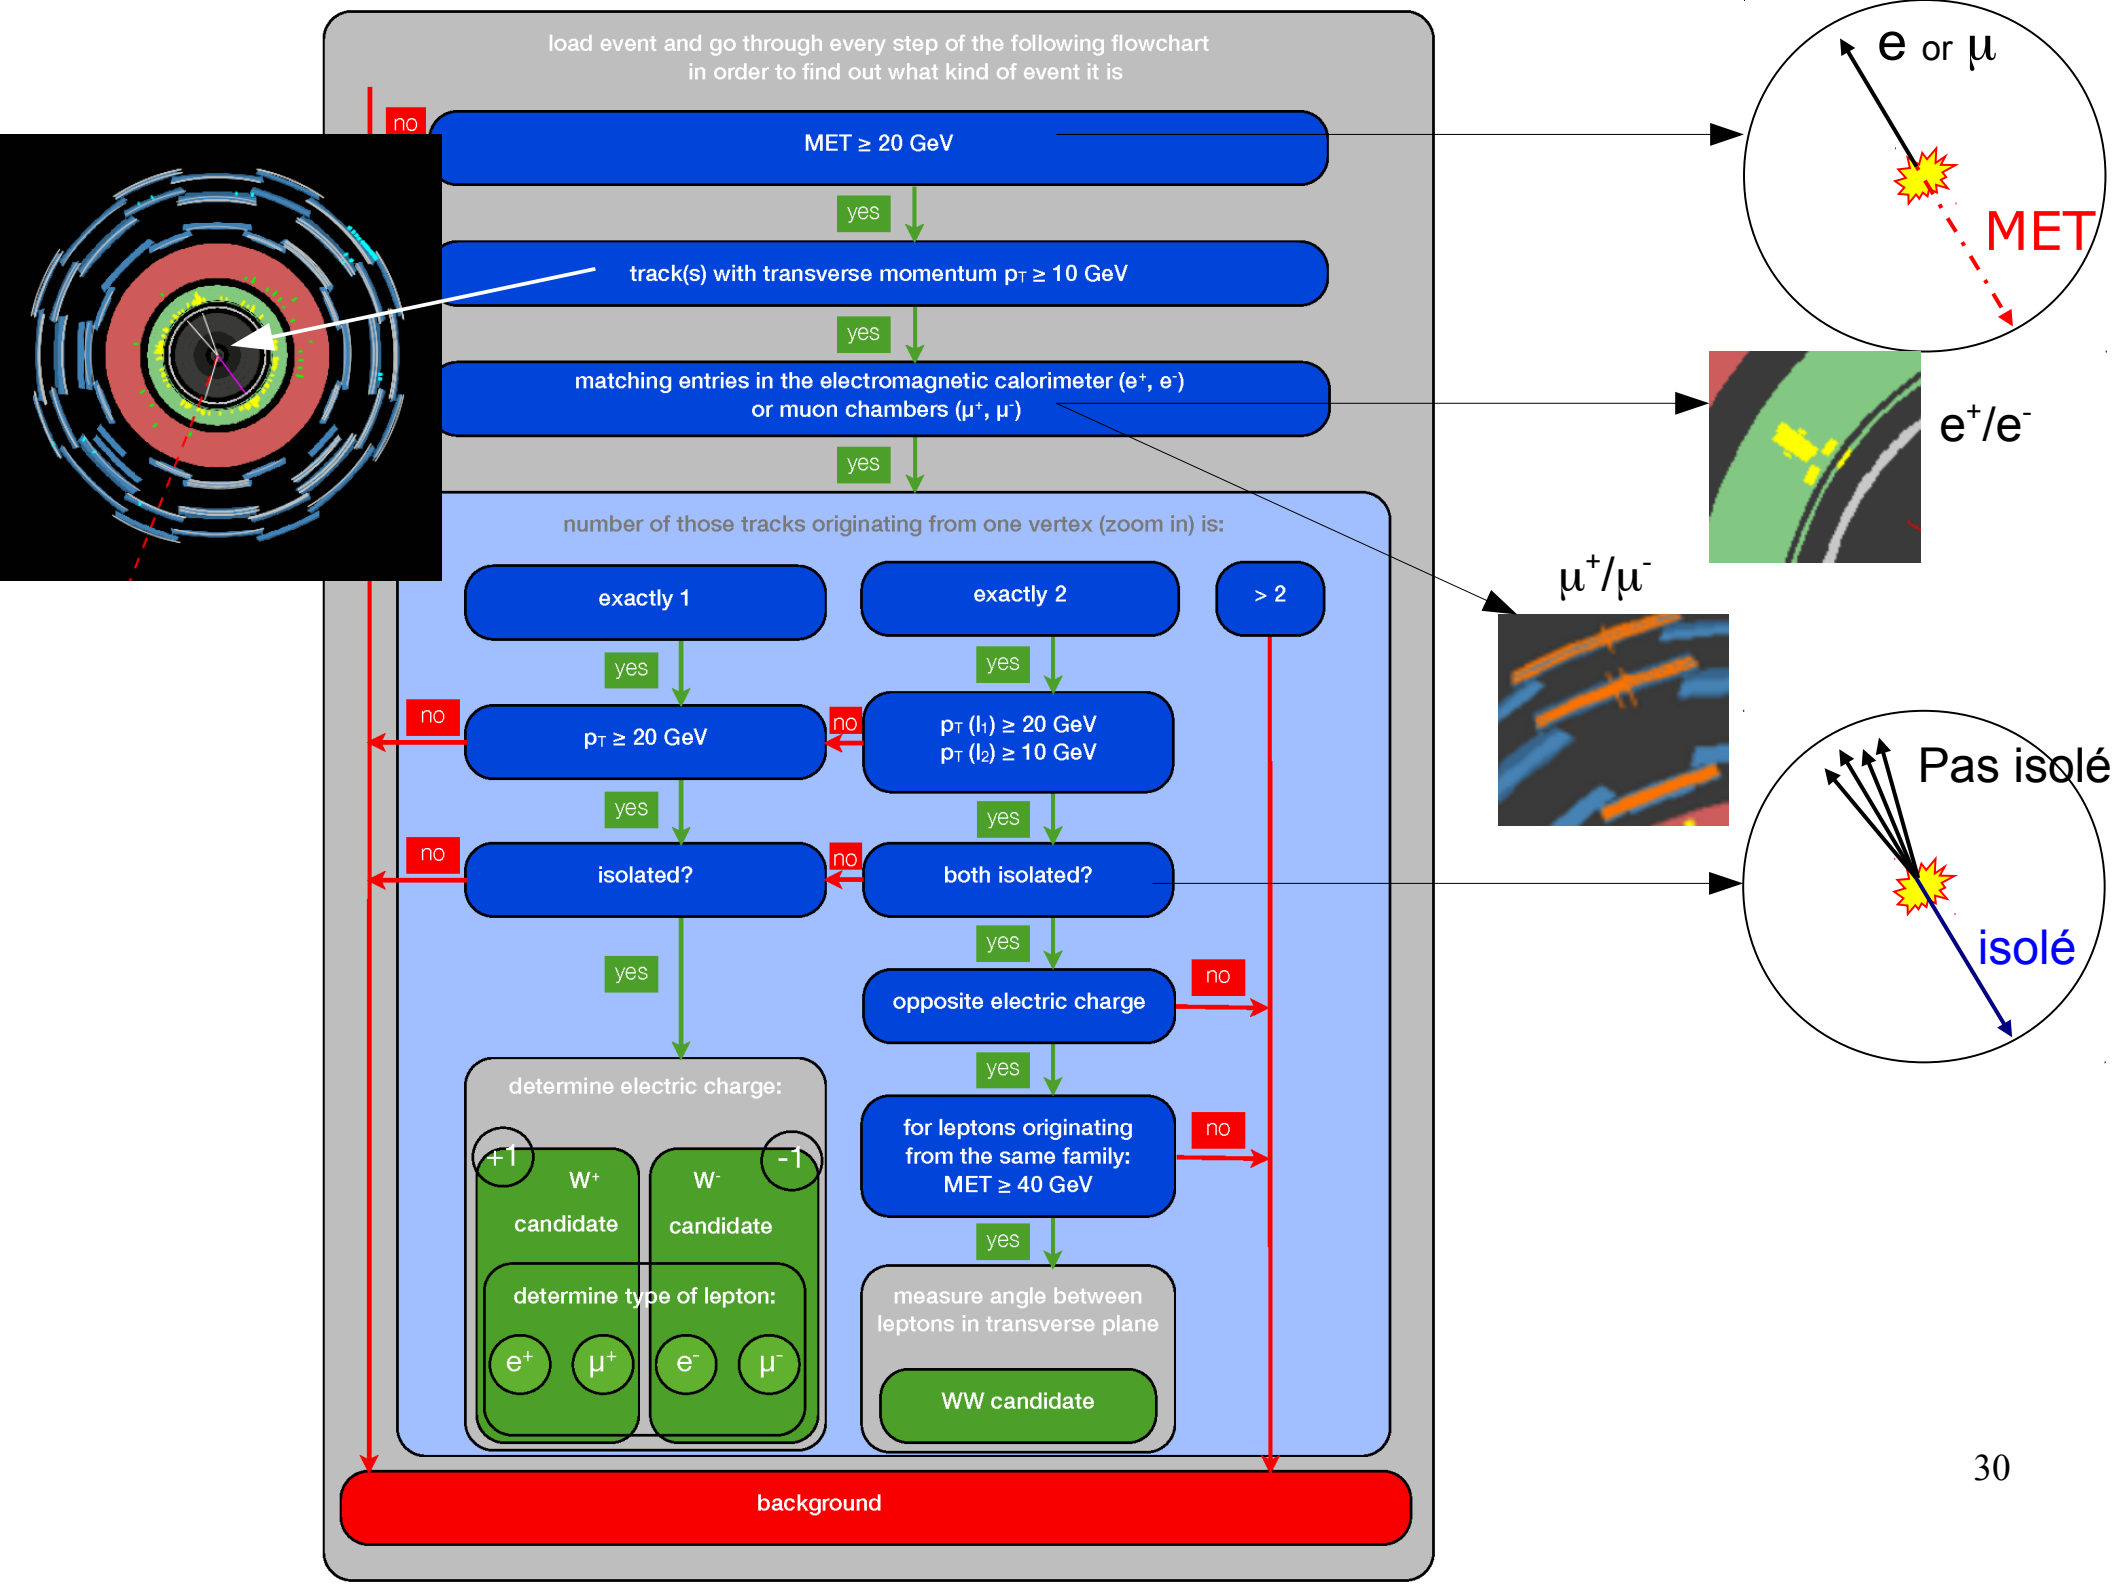 load event and go through every step of the following flowchart
in order to find out what kind of event it is
no
MET ≥ 20 GeV
yes
track(s) with transverse momentum pT ≥ 10 GeV
yes
matching entries in the electromagnetic calorimeter (e⁺, e⁻)
or muon chambers (μ⁺, μ⁻)
yes
number of those tracks originating from one vertex (zoom in) is:
exactly 1
exactly 2
> 2
yes
yes
no
pT ≥ 20 GeV
no
pT (l₁) ≥ 20 GeV
pT (l₂) ≥ 10 GeV
yes
yes
no
isolated?
no
both isolated?
yes
yes
opposite electric charge
no
yes
determine electric charge:
+1
-1
W⁺
candidate
W⁻
candidate
determine type of lepton:
e⁺
μ⁺
e⁻
μ⁻
for leptons originating
from the same family:
MET ≥ 40 GeV
no
yes
measure angle between
leptons in transverse plane
WW candidate
background
e or μ
MET
e⁺/e⁻
μ⁺/μ⁻
Pas isolé
isolé
30